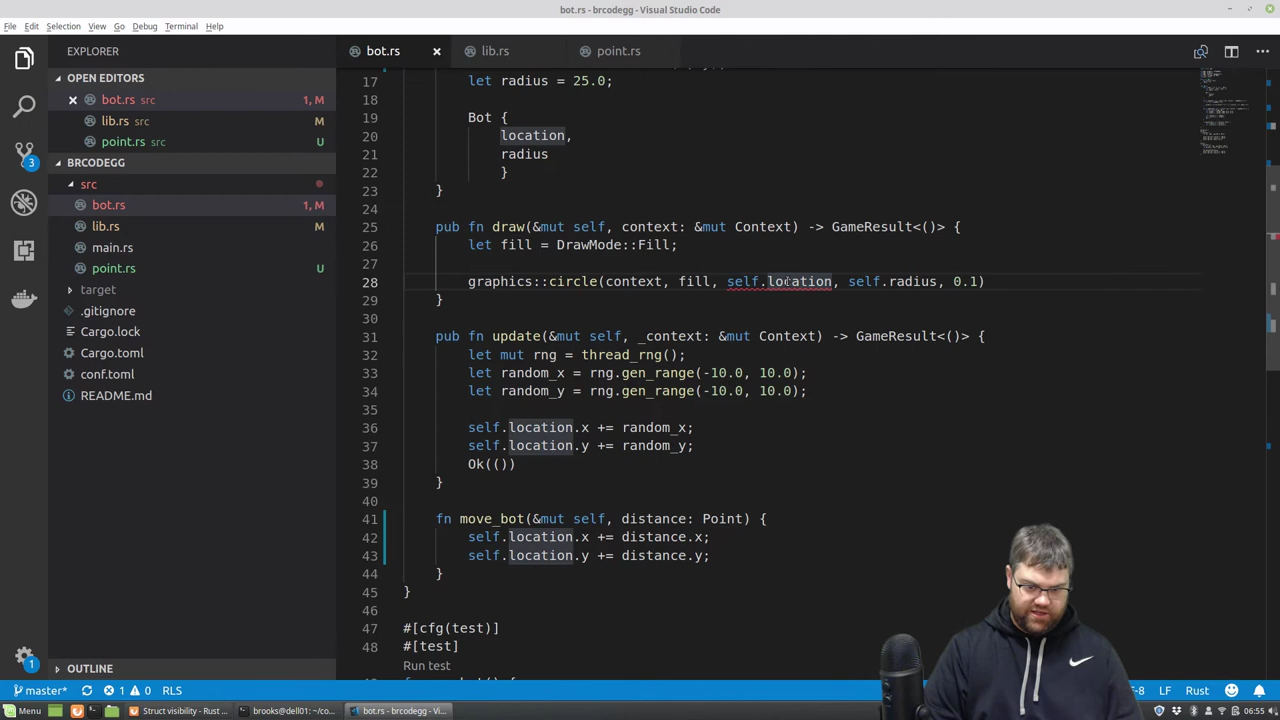 bot.rs - brcodegg - Visual Studio Code
File Edit Selection View Go Debug Terminal Help
EXPLORER
OPEN EDITORS
bot.rs src 1, M
lib.rs src M
point.rs src U
BRCODEGG
src
bot.rs 1, M
lib.rs M
main.rs
point.rs U
target
.gitignore
Cargo.lock
Cargo.toml
conf.toml
README.md
OUTLINE
3
1
bot.rs lib.rs point.rs
17 let radius = 25.0;
18
19 Bot {
20 location,
21 radius
22 }
23 }
24
25 pub fn draw(&mut self, context: &mut Context) -> GameResult<()> {
26 let fill = DrawMode::Fill;
27
28 graphics::circle(context, fill, self.location, self.radius, 0.1)
29 }
30
31 pub fn update(&mut self, _context: &mut Context) -> GameResult<()> {
32 let mut rng = thread_rng();
33 let random_x = rng.gen_range(-10.0, 10.0);
34 let random_y = rng.gen_range(-10.0, 10.0);
35
36 self.location.x += random_x;
37 self.location.y += random_y;
38 Ok(())
39 }
40
41 fn move_bot(&mut self, distance: Point) {
42 self.location.x += distance.x;
43 self.location.y += distance.y;
44 }
45 }
46
47 #[cfg(test)]
48 #[test]
Run test
master* 1 0 RLS
LF Rust 1
Menu Struct visibility - Rust ... brooks@dell01: ~/co... bot.rs - brcodegg - Vi... 06:55